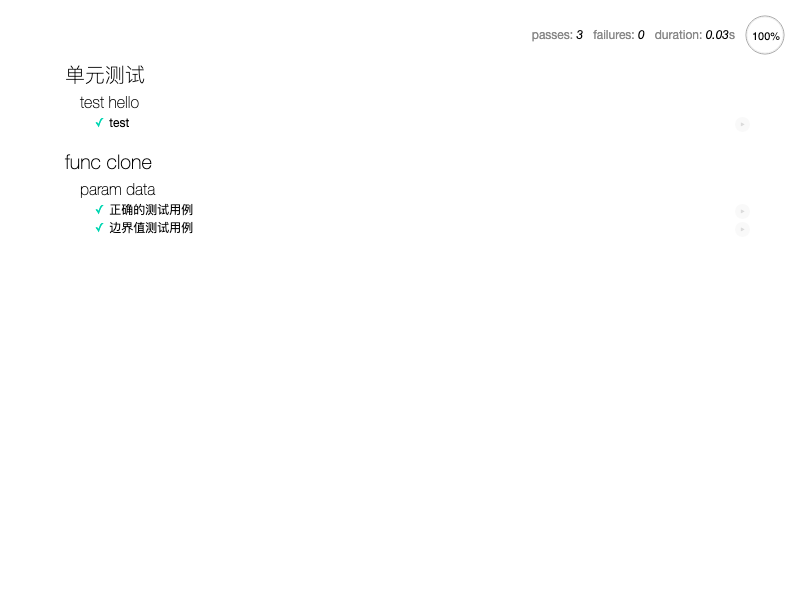 passes: 3 failures: 0 duration: 0.03s 100%
单元测试
test hello
✓ test
func clone
param data
✓ 正确的测试用例
✓ 边界值测试用例